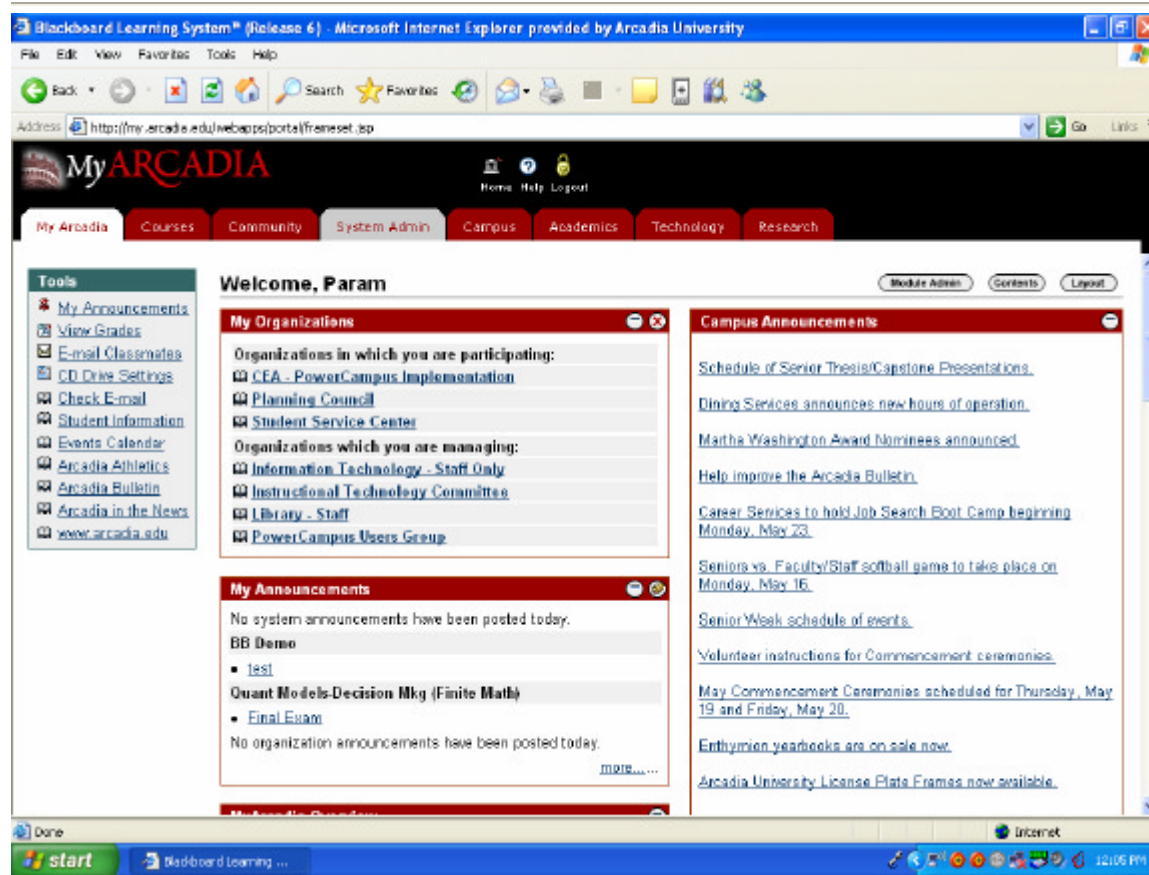 Blackboard Learning System™ (Release 6) - Microsoft Internet Explorer provided by Arcadia University
File Edit View Favorites Tools Help
Back Search Favorites
Address http://my.arcadia.edu/webapps/portal/frameset.jsp Go Links
MyARCADIA
Home Help Logout
My Arcadia Courses Community System Admin Campus Academics Technology Research
Tools
My Announcements
View Grades
E-mail Classmates
CD Drive Settings
Check E-mail
Student Information
Events Calendar
Arcadia Athletics
Arcadia Bulletin
Arcadia in the News
www.arcadia.edu
Welcome, Param
Module Admin Contents Layout
My Organizations
Organizations in which you are participating:
CEA - PowerCampus Implementation
Planning Council
Student Service Center
Organizations which you are managing:
Information Technology - Staff Only
Instructional Technology Committee
Library - Staff
PowerCampus Users Group
My Announcements
No system announcements have been posted today.
BB Demo
test
Quant Models-Decision Mkg (Finite Math)
Final Exam
No organization announcements have been posted today.
more......
MyArcadia Overview
Campus Announcements
Schedule of Senior Thesis/Capstone Presentations.
Dining Services announces new hours of operation.
Martha Washington Award Nominees announced.
Help improve the Arcadia Bulletin.
Career Services to hold Job Search Boot Camp beginning
Monday, May 23.
Seniors vs. Faculty/Staff softball game to take place on
Monday, May 16.
Senior Week schedule of events.
Volunteer instructions for Commencement ceremonies.
May Commencement Ceremonies scheduled for Thursday, May
19 and Friday, May 20.
Enthymion yearbooks are on sale now.
Arcadia University License Plate Frames now available.
Done Internet
start Blackboard Learning ... 12:05 PM